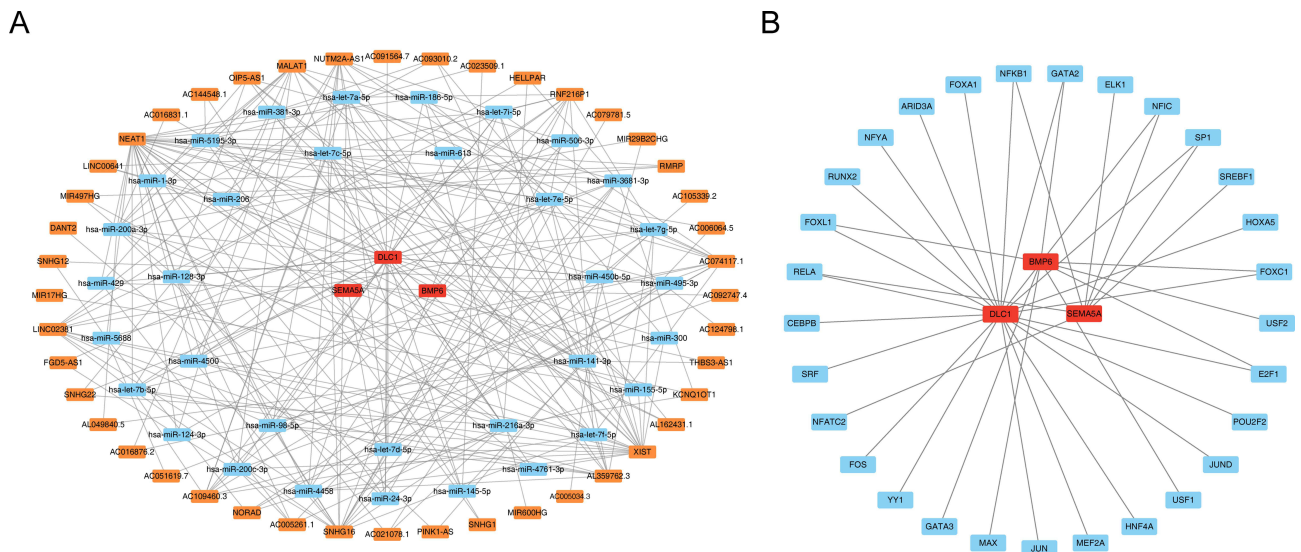 A
B
AC091564.7
NUTM2A-AS1
AC093010.2
MALAT1
AC023509.1
OIP5-AS1
HELLPAR
AC144548.1
RNF216P1
hsa-let-7a-5p
hsa-miR-186-5p
AC016831.1
hsa-miR-381-3p
hsa-let-7i-5p
AC079781.5
NEAT1
hsa-miR-5195-3p
hsa-miR-506-3p
MIR29B2CHG
hsa-let-7c-5p
hsa-miR-613
LINC00641
RMRP
hsa-miR-1-3p
hsa-miR-3681-3p
MIR497HG
hsa-miR-206
hsa-let-7e-5p
AC105339.2
DANT2
hsa-miR-200a-3p
hsa-let-7g-5p
AC006064.5
SNHG12
DLC1
AC074117.1
hsa-miR-429
hsa-miR-128-3p
hsa-miR-450b-5p
hsa-miR-495-3p
MIR17HG
SEMA5A
BMP6
AC092747.4
LINC02381
AC124798.1
hsa-miR-5688
hsa-miR-300
FGD5-AS1
hsa-miR-4500
hsa-miR-141-3p
THBS3-AS1
SNHG22
hsa-let-7b-5p
hsa-miR-155-5p
KCNQ1OT1
AL049840.5
hsa-miR-124-3p
hsa-miR-98-5p
hsa-miR-216a-3p
hsa-let-7f-5p
AL162431.1
AC016876.2
hsa-let-7d-5p
XIST
AC051619.7
hsa-miR-200c-3p
hsa-miR-4761-3p
AL359762.3
AC109460.3
hsa-miR-4458
hsa-miR-24-3p
hsa-miR-145-5p
AC005034.3
NORAD
MIR600HG
AC005261.1
SNHG16
AC021078.1
PINK1-AS
SNHG1
NFKB1
GATA2
FOXA1
ELK1
ARID3A
NFIC
NFYA
SP1
RUNX2
SREBF1
FOXL1
HOXA5
RELA
BMP6
FOXC1
CEBPB
DLC1
SEMA5A
USF2
SRF
E2F1
NFATC2
POU2F2
FOS
JUND
YY1
USF1
GATA3
HNF4A
MAX
JUN
MEF2A